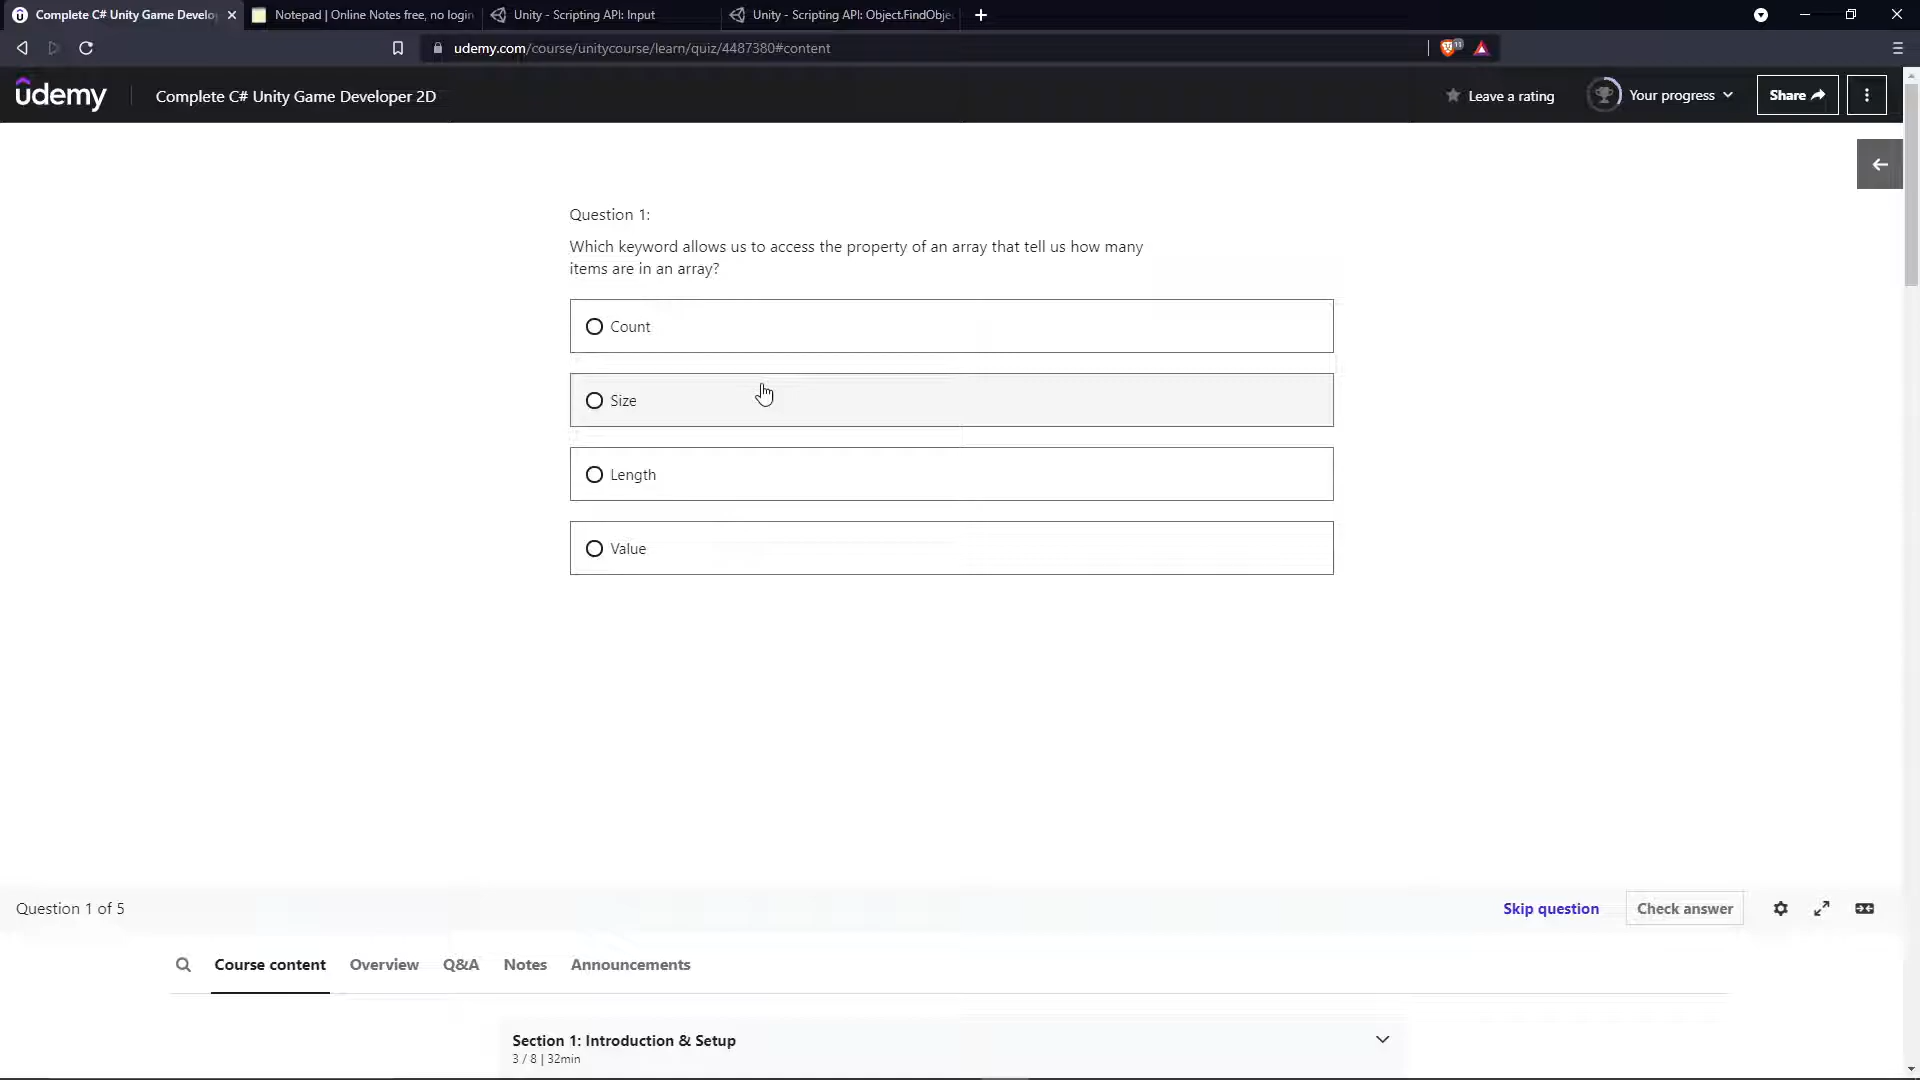 Complete C# Unity Game Develo
Notepad | Online Notes free, no login
Unity - Scripting API: Input
Unity - Scripting API: Object.FindObje
udemy.com/course/unitycourse/learn/quiz/4487380#content
11
udemy
Complete C# Unity Game Developer 2D
Leave a rating
Your progress
Share
Question 1:
Which keyword allows us to access the property of an array that tell us how many
items are in an array?
Count
Size
Length
Value
Question 1 of 5
Skip question
Check answer
Course content
Overview
Q&A
Notes
Announcements
Section 1: Introduction & Setup
3 / 8 | 32min